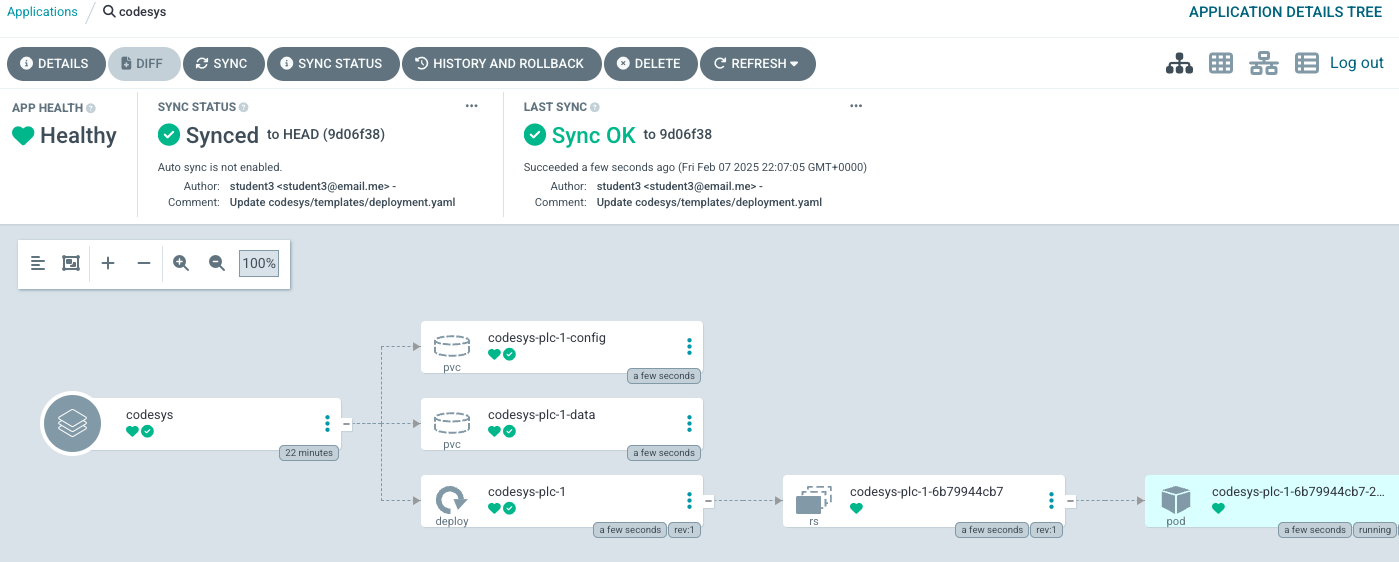 Applications / codesys
APPLICATION DETAILS TREE
DETAILS DIFF SYNC SYNC STATUS HISTORY AND ROLLBACK DELETE REFRESH Log out
APP HEALTH
Healthy
SYNC STATUS
Synced to HEAD (9d06f38)
Auto sync is not enabled.
Author: student3 <student3@email.me> -
Comment: Update codesys/templates/deployment.yaml
LAST SYNC
Sync OK to 9d06f38
Succeeded a few seconds ago (Fri Feb 07 2025 22:07:05 GMT+0000)
Author: student3 <student3@email.me> -
Comment: Update codesys/templates/deployment.yaml
100%
codesys
22 minutes
codesys-plc-1-config
pvc
a few seconds
codesys-plc-1-data
pvc
a few seconds
codesys-plc-1
deploy
a few seconds rev:1
codesys-plc-1-6b79944cb7
rs
a few seconds rev:1
codesys-plc-1-6b79944cb7-2...
pod
a few seconds running